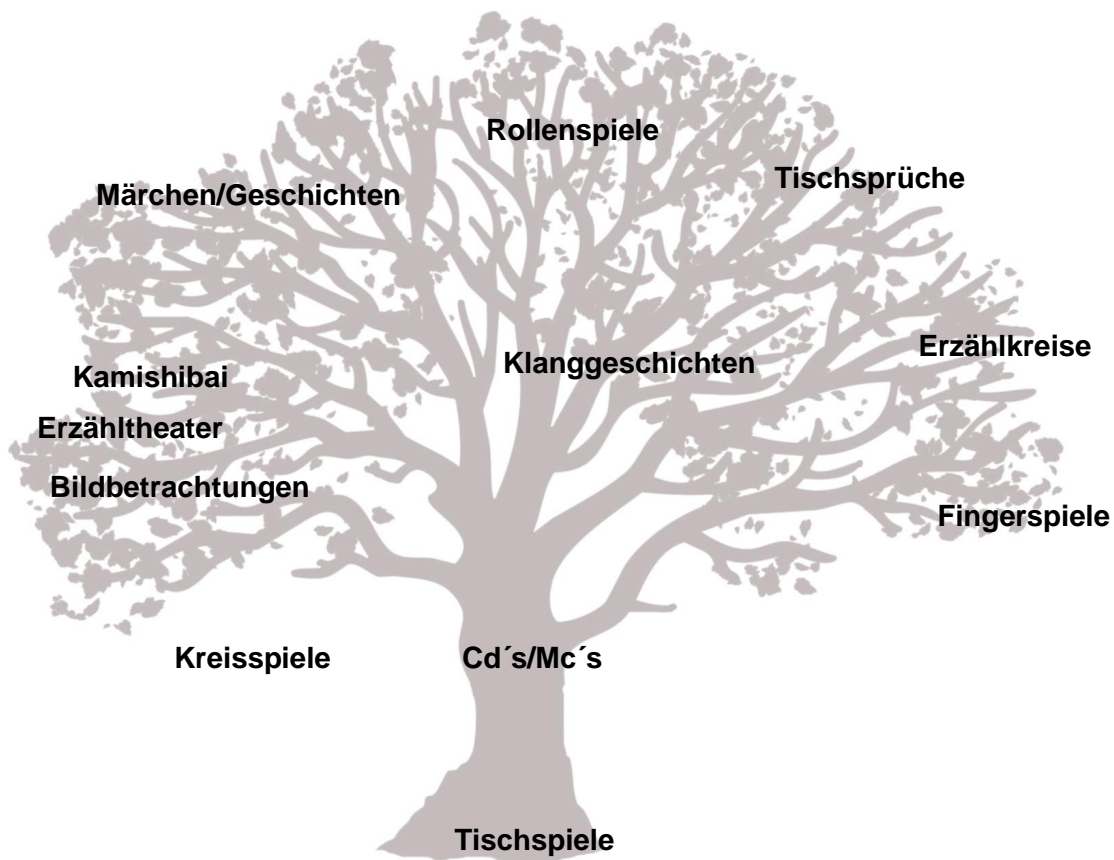 Rollenspiele
Tischsprüche
Märchen/Geschichten
Erzählkreise
Klanggeschichten
Kamishibai
Erzähltheater
Bildbetrachtungen
Fingerspiele
Kreisspiele
Cd´s/Mc´s
Tischspiele